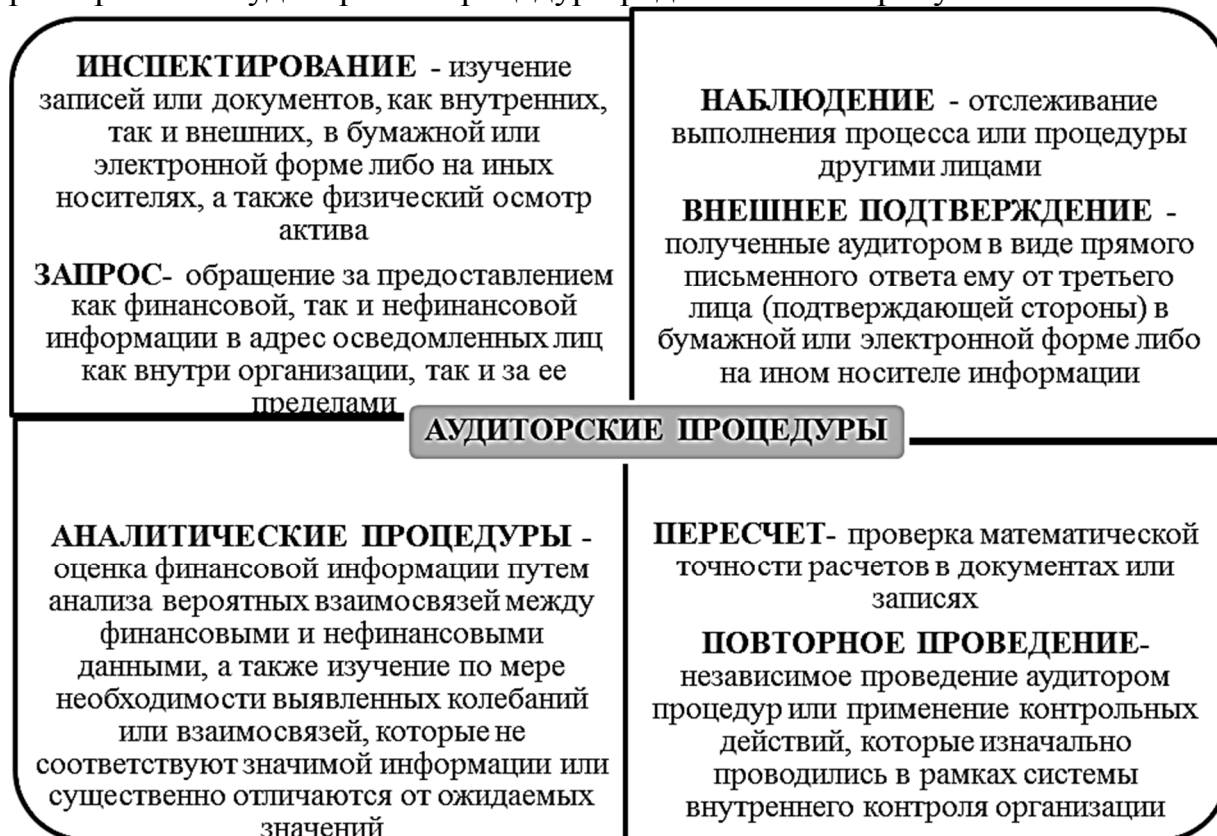 ИНСПЕКТИРОВАНИЕ - изучение
записей или документов, как внутренних,
так и внешних, в бумажной или
электронной форме либо на иных
носителях, а также физический осмотр
актива
ЗАПРОС- обращение за предоставлением
как финансовой, так и нефинансовой
информации в адрес осведомленных лиц
как внутри организации, так и за ее
пределами
НАБЛЮДЕНИЕ - отслеживание
выполнения процесса или процедуры
другими лицами
ВНЕШНЕЕ ПОДТВЕРЖДЕНИЕ -
полученные аудитором в виде прямого
письменного ответа ему от третьего
лица (подтверждающей стороны) в
бумажной или электронной форме либо
на ином носителе информации
АУДИТОРСКИЕ ПРОЦЕДУРЫ
АНАЛИТИЧЕСКИЕ ПРОЦЕДУРЫ -
оценка финансовой информации путем
анализа вероятных взаимосвязей между
финансовыми и нефинансовыми
данными, а также изучение по мере
необходимости выявленных колебаний
или взаимосвязей, которые не
соответствуют значимой информации или
существенно отличаются от ожидаемых
значений
ПЕРЕСЧЕТ- проверка математической
точности расчетов в документах или
записях
ПОВТОРНОЕ ПРОВЕДЕНИЕ-
независимое проведение аудитором
процедур или применение контрольных
действий, которые изначально
проводились в рамках системы
внутреннего контроля организации